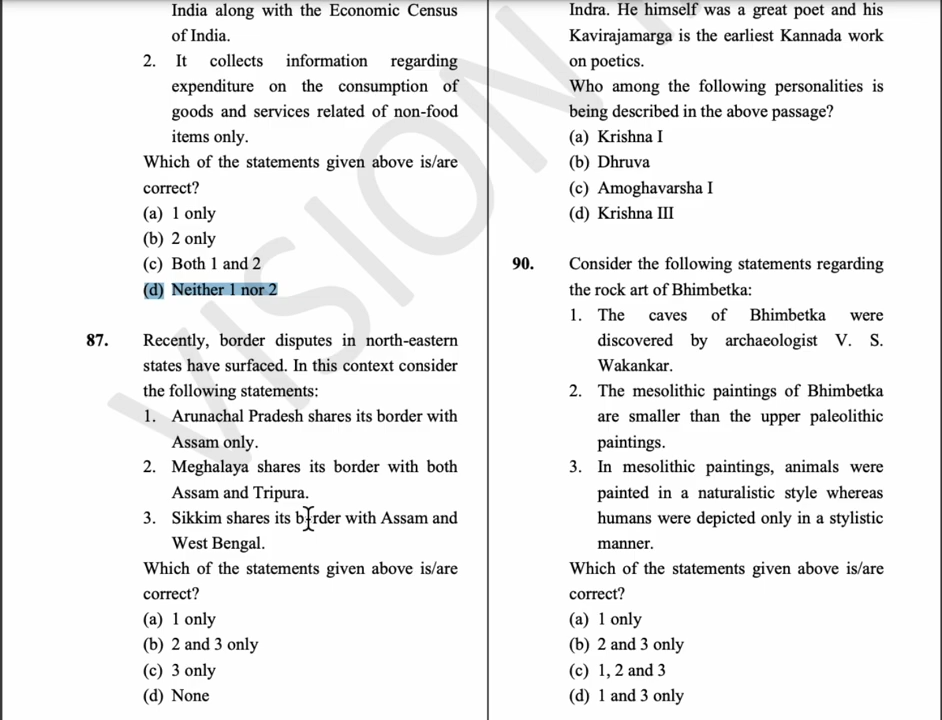 India along with the Economic Census
of India.
2. It collects information regarding
expenditure on the consumption of
goods and services related of non-food
items only.
Which of the statements given above is/are
correct?
(a) 1 only
(b) 2 only
(c) Both 1 and 2
(d) Neither 1 nor 2
87. Recently, border disputes in north-eastern
states have surfaced. In this context consider
the following statements:
1. Arunachal Pradesh shares its border with
Assam only.
2. Meghalaya shares its border with both
Assam and Tripura.
3. Sikkim shares its border with Assam and
West Bengal.
Which of the statements given above is/are
correct?
(a) 1 only
(b) 2 and 3 only
(c) 3 only
(d) None
Indra. He himself was a great poet and his
Kavirajamarga is the earliest Kannada work
on poetics.
Who among the following personalities is
being described in the above passage?
(a) Krishna I
(b) Dhruva
(c) Amoghavarsha I
(d) Krishna III
90. Consider the following statements regarding
the rock art of Bhimbetka:
1. The caves of Bhimbetka were
discovered by archaeologist V. S.
Wakankar.
2. The mesolithic paintings of Bhimbetka
are smaller than the upper paleolithic
paintings.
3. In mesolithic paintings, animals were
painted in a naturalistic style whereas
humans were depicted only in a stylistic
manner.
Which of the statements given above is/are
correct?
(a) 1 only
(b) 2 and 3 only
(c) 1, 2 and 3
(d) 1 and 3 only
VISION